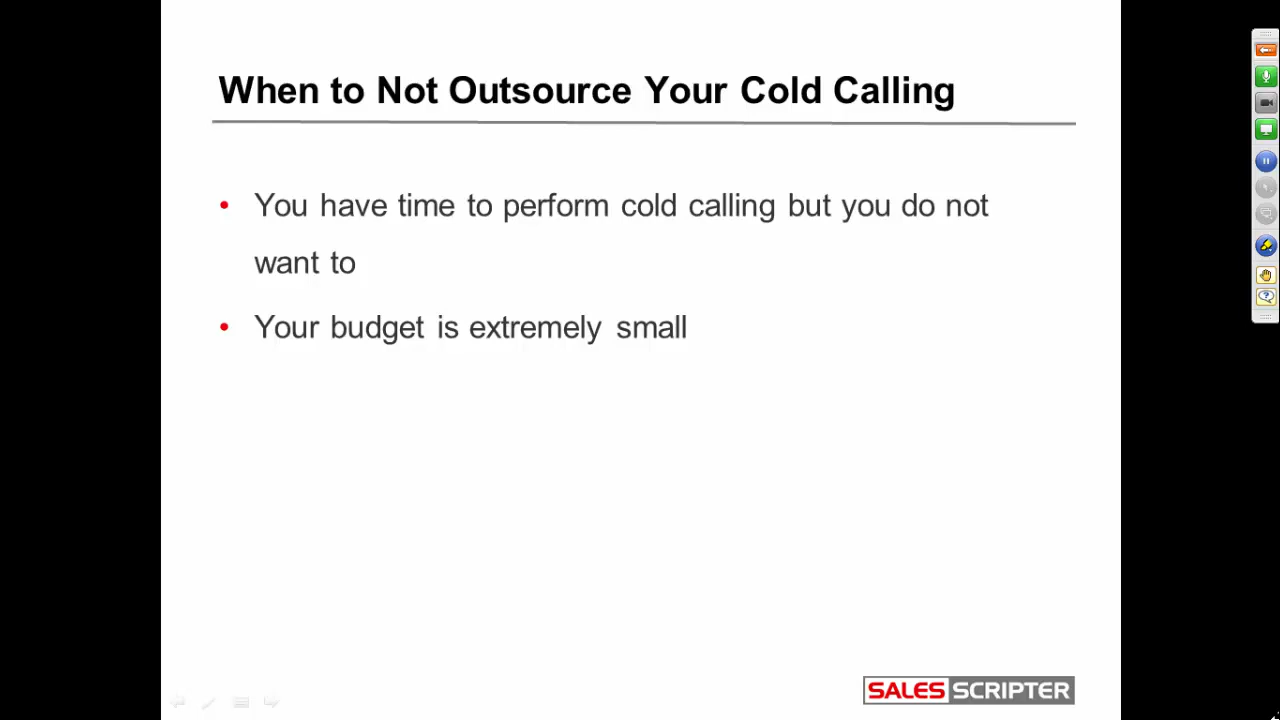 When to Not Outsource Your Cold Calling
• You have time to perform cold calling but you do not
want to
• Your budget is extremely small
SALES SCRIPTER